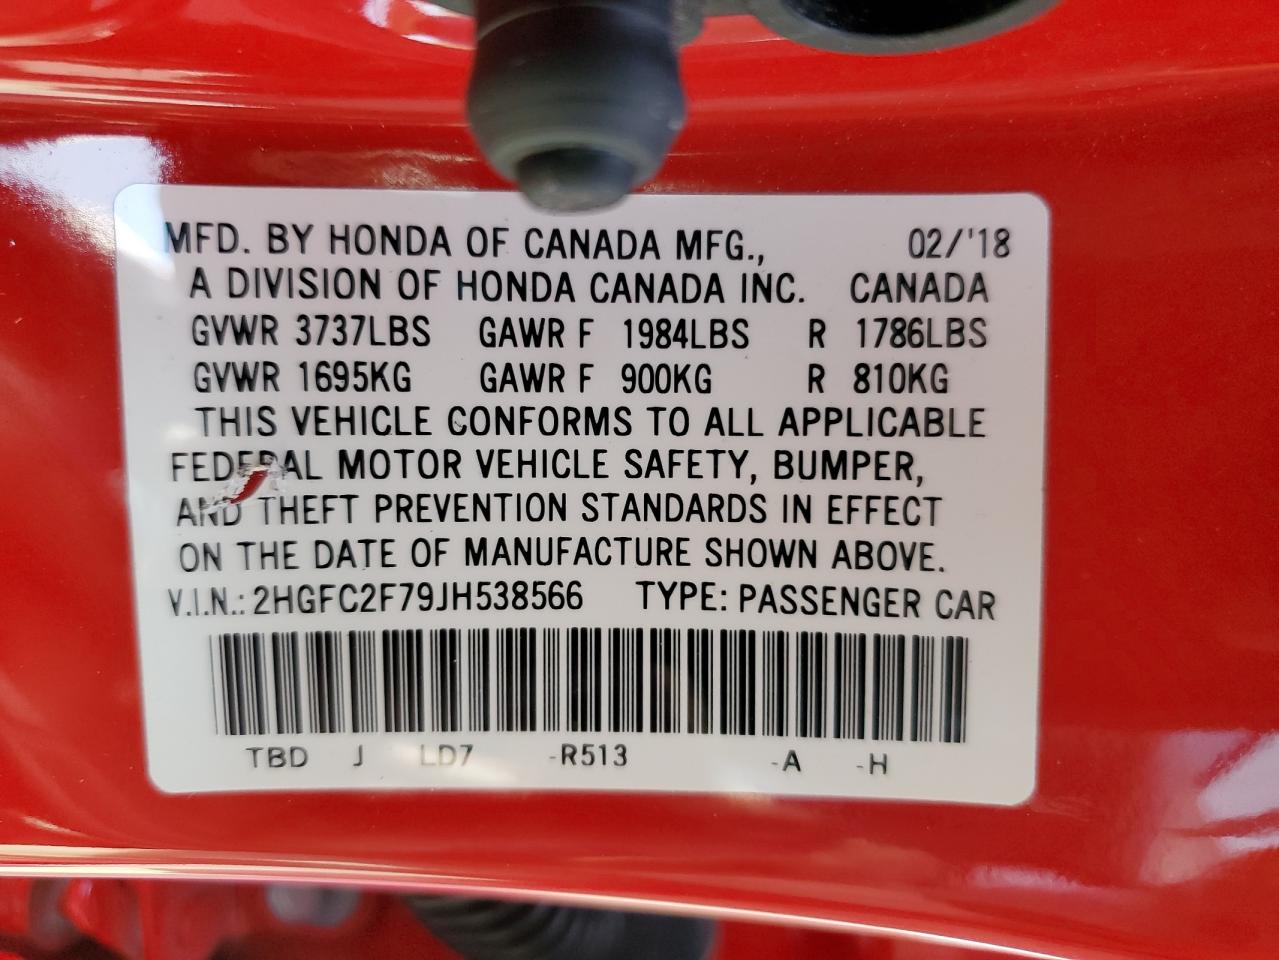 MFD. BY HONDA OF CANADA MFG., 02/'18
A DIVISION OF HONDA CANADA INC. CANADA
GVWR 3737LBS GAWR F 1984LBS R 1786LBS
GVWR 1695KG GAWR F 900KG R 810KG
THIS VEHICLE CONFORMS TO ALL APPLICABLE
FEDERAL MOTOR VEHICLE SAFETY, BUMPER,
AND THEFT PREVENTION STANDARDS IN EFFECT
ON THE DATE OF MANUFACTURE SHOWN ABOVE.
V.I.N.: 2HGFC2F79JH538566 TYPE: PASSENGER CAR
TBD J LD7 -R513 -A -H